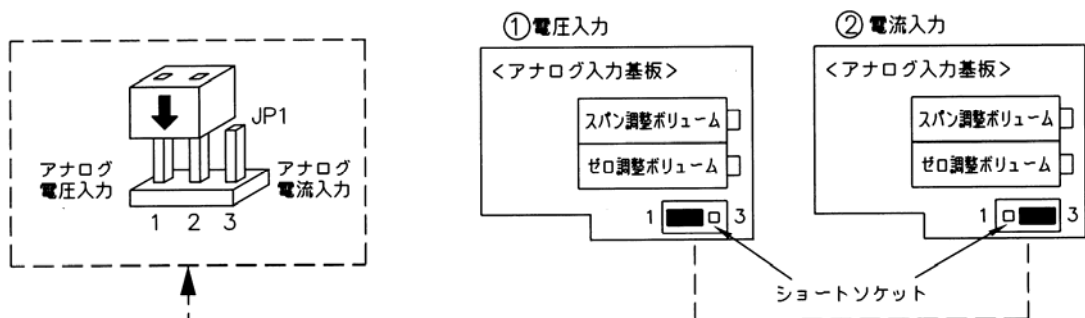 JP1
アナログ
電圧入力
アナログ
電流入力
1 2 3
①電圧入力
<アナログ入力基板>
スパン調整ボリューム
ゼロ調整ボリューム
1 3
②電流入力
<アナログ入力基板>
スパン調整ボリューム
ゼロ調整ボリューム
1 3
ショートソケット